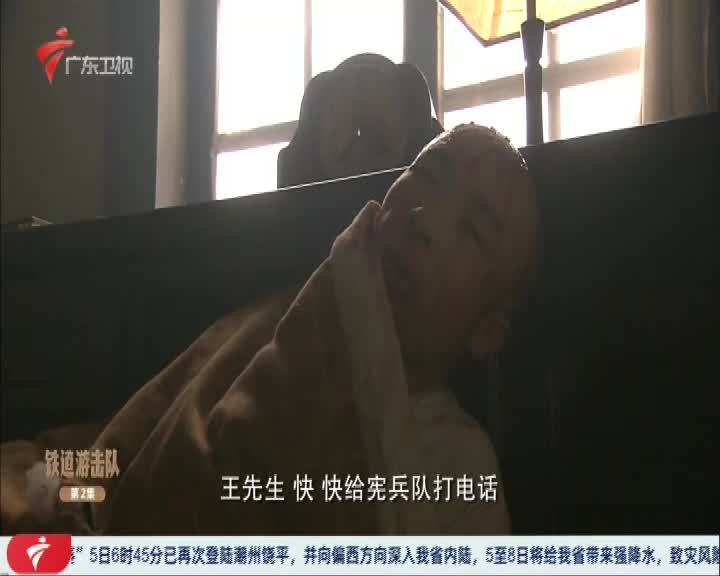 广东卫视
铁道游击队
第2集
王先生 快 快给宪兵队打电话
”5日6时45分已再次登陆潮州饶平，并向偏西方向深入我省内陆，5至8日将给我省带来强降水，致灾风险